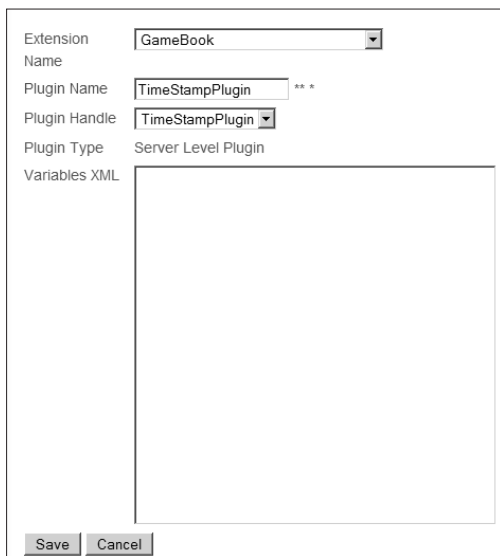 Extension Name GameBook
Plugin Name TimeStampPlugin ** *
Plugin Handle TimeStampPlugin
Plugin Type Server Level Plugin
Variables XML
Save Cancel